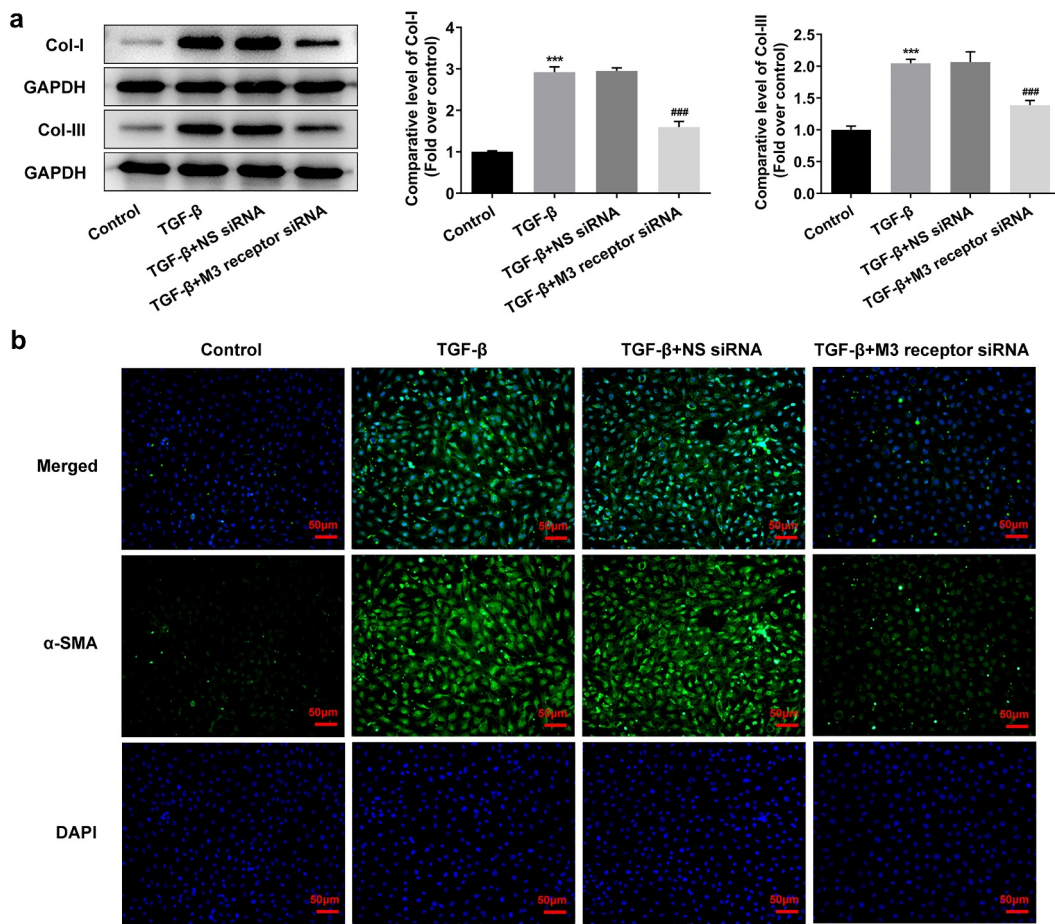 a
Col-I
GAPDH
Col-III
GAPDH
Control
TGF-β
TGF-β+NS siRNA
TGF-β+M3 receptor siRNA
Comparative level of Col-I
(Fold over control)
4
3
2
1
0
***
###
Control
TGF-β
TGF-β+NS siRNA
TGF-β+M3 receptor siRNA
Comparative level of Col-III
(Fold over control)
2.5
2.0
1.5
1.0
0.5
0.0
***
###
Control
TGF-β
TGF-β+NS siRNA
TGF-β+M3 receptor siRNA
b
Control
TGF-β
TGF-β+NS siRNA
TGF-β+M3 receptor siRNA
Merged
50μm
50μm
50μm
50μm
α-SMA
50μm
50μm
50μm
50μm
DAPI
50μm
50μm
50μm
50μm